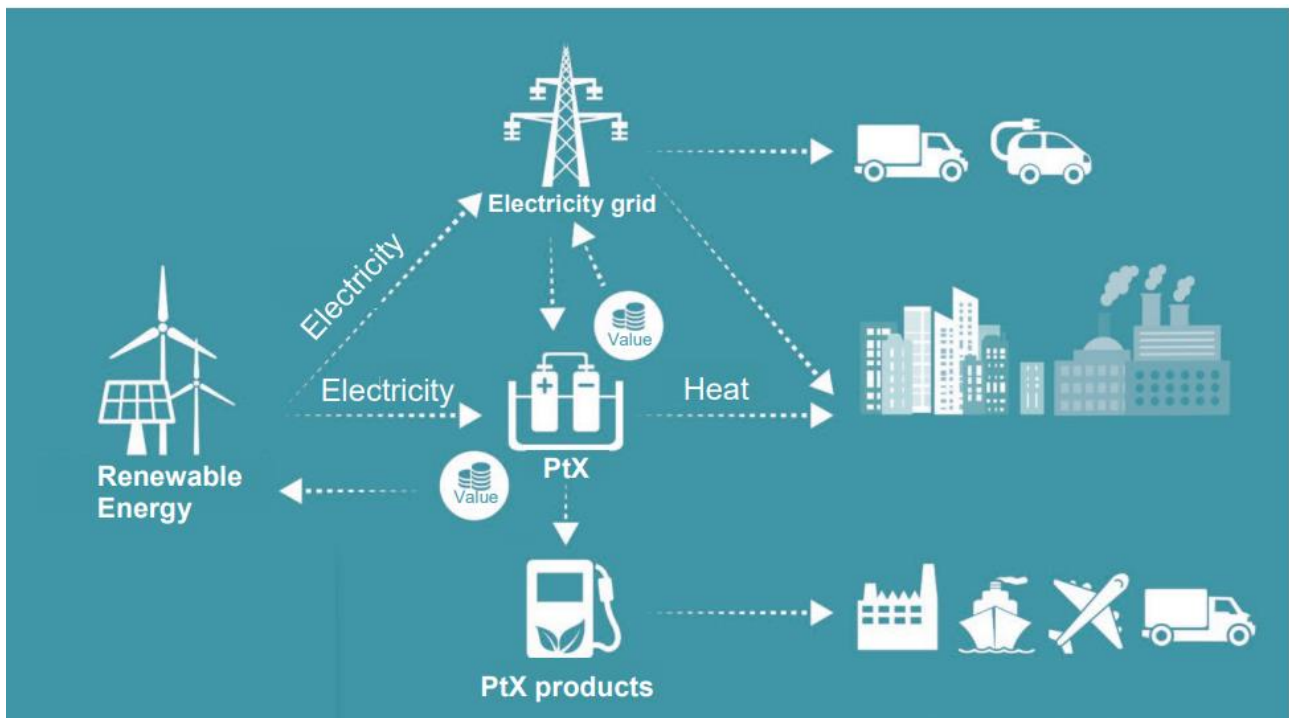 Electricity grid
Electricity
Value
Electricity
Heat
PtX
Renewable
Energy
Value
PtX products